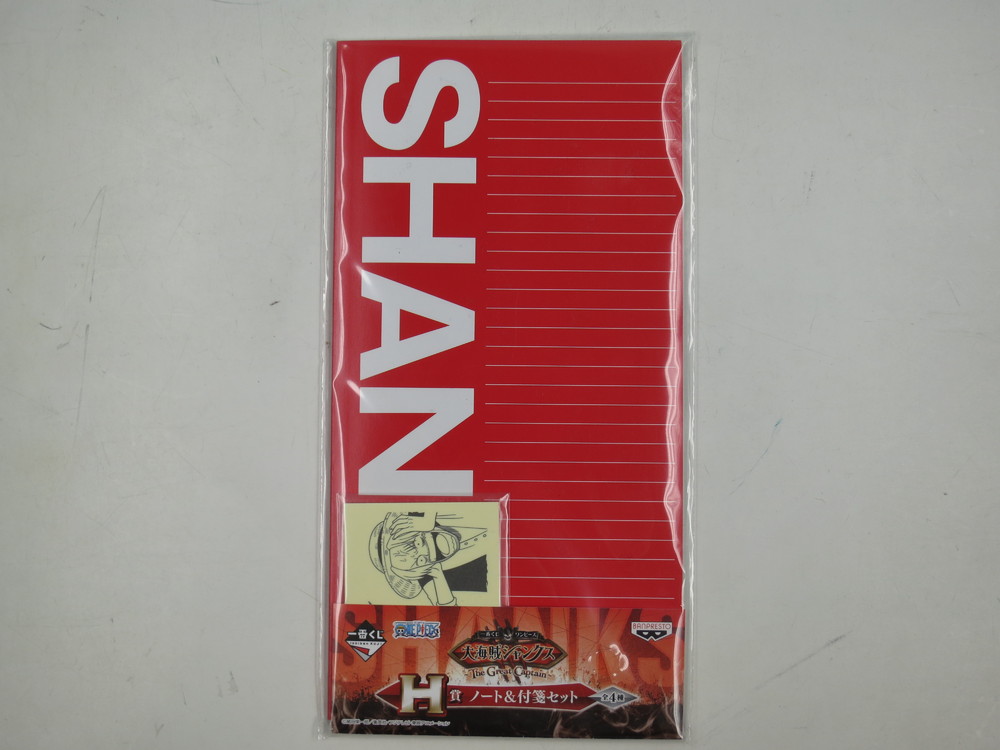 SHAN
SHANKS
一番くじ
ONE PIECE
一番くじ ワンピース
BANPRESTO
大海賊シャンクス
~The Great Captain~
H賞 ノート&付箋セット
全4種